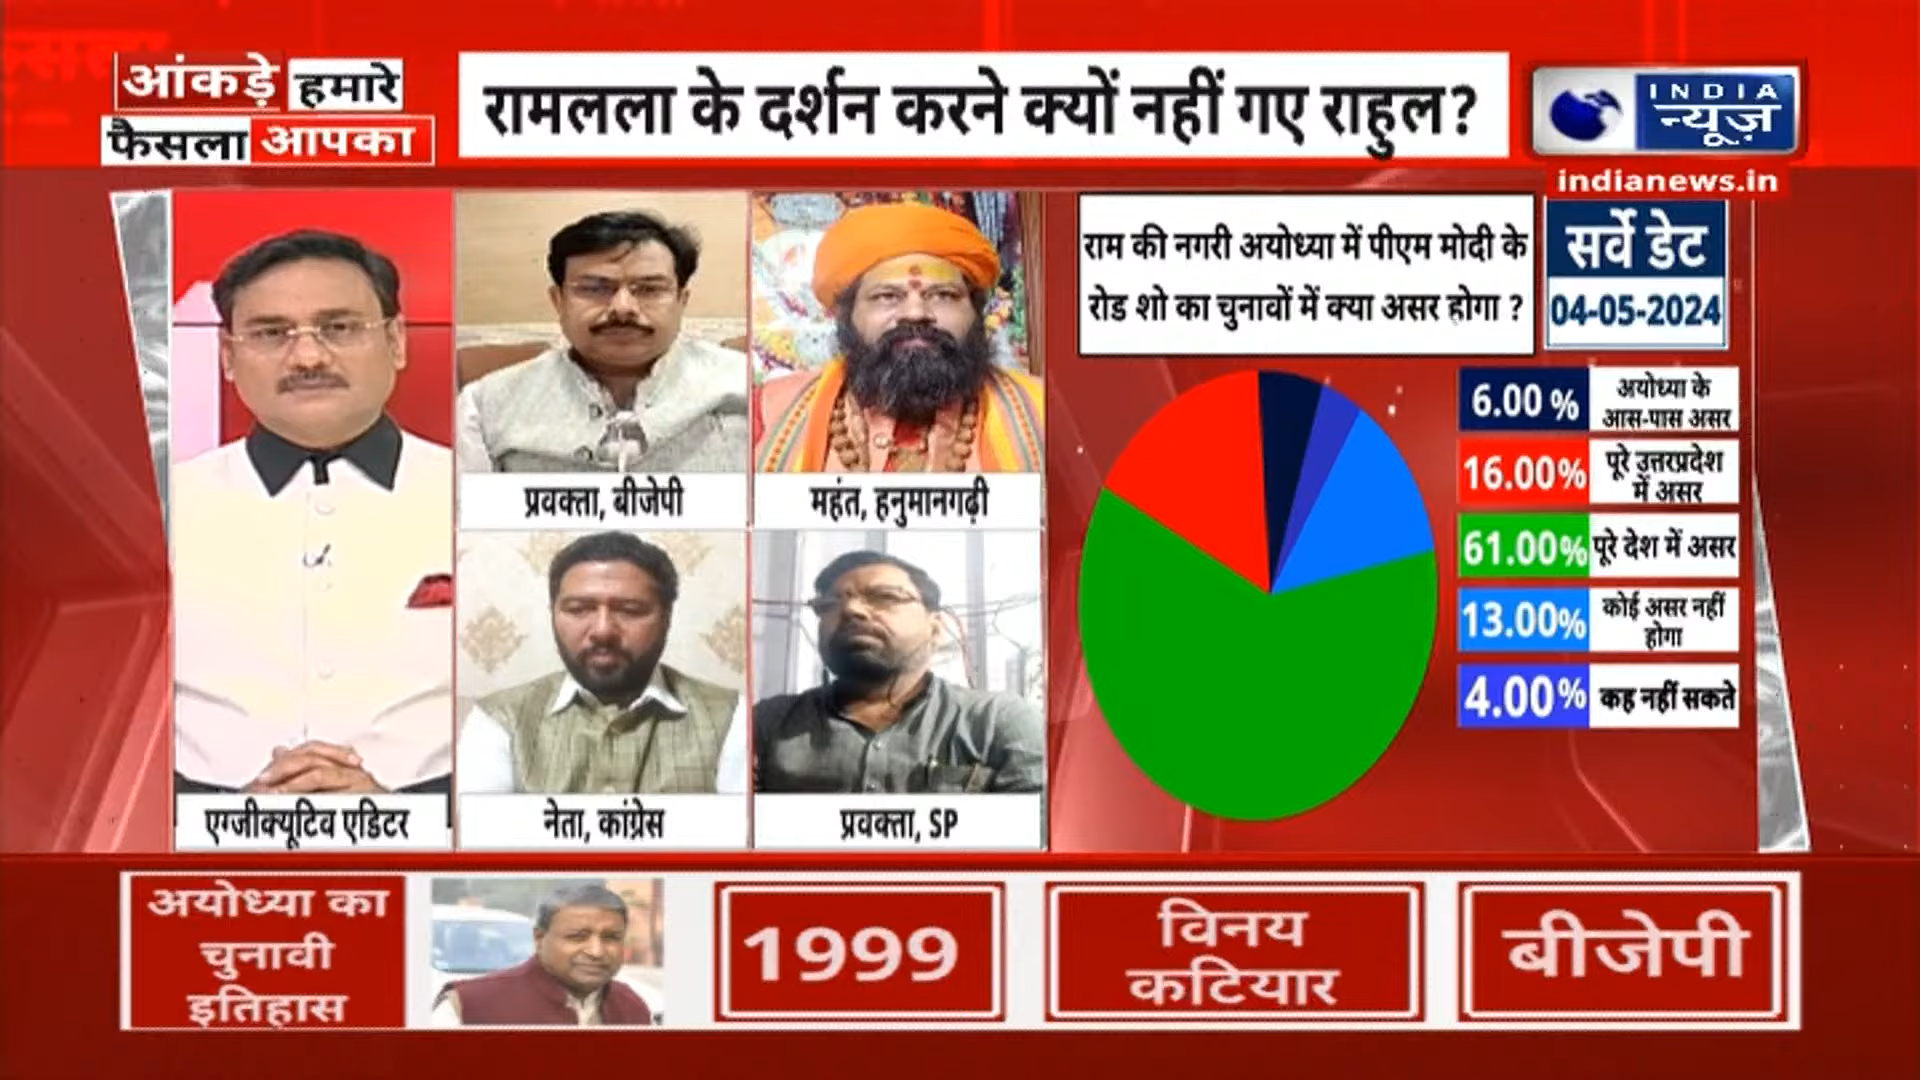 आंकड़े हमारे
फैसला आपका
रामलला के दर्शन करने क्यों नहीं गए राहुल?
INDIA
न्यूज़
indianews.in
राम की नगरी अयोध्या में पीएम मोदी के
रोड शो का चुनावों में क्या असर होगा ?
सर्वे डेट
04-05-2024
6.00 %
अयोध्या के
आस-पास असर
16.00%
पूरे उत्तरप्रदेश
में असर
61.00%
पूरे देश में असर
13.00%
कोई असर नहीं
होगा
4.00%
कह नहीं सकते
प्रवक्ता, बीजेपी
महंत, हनुमानगढ़ी
एग्जीक्यूटिव एडिटर
नेता, कांग्रेस
प्रवक्ता, SP
अयोध्या का
चुनावी
इतिहास
1999
विनय
कटियार
बीजेपी